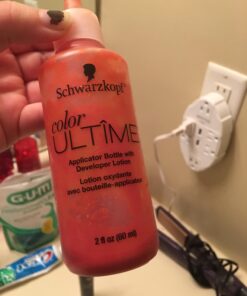 Schwarzkopf
color
ULTÎME
Applicator Bottle with
Developer Lotion
Lotion oxydante
avec bouteille-applicateur
2 fl oz (60 ml)
GUM